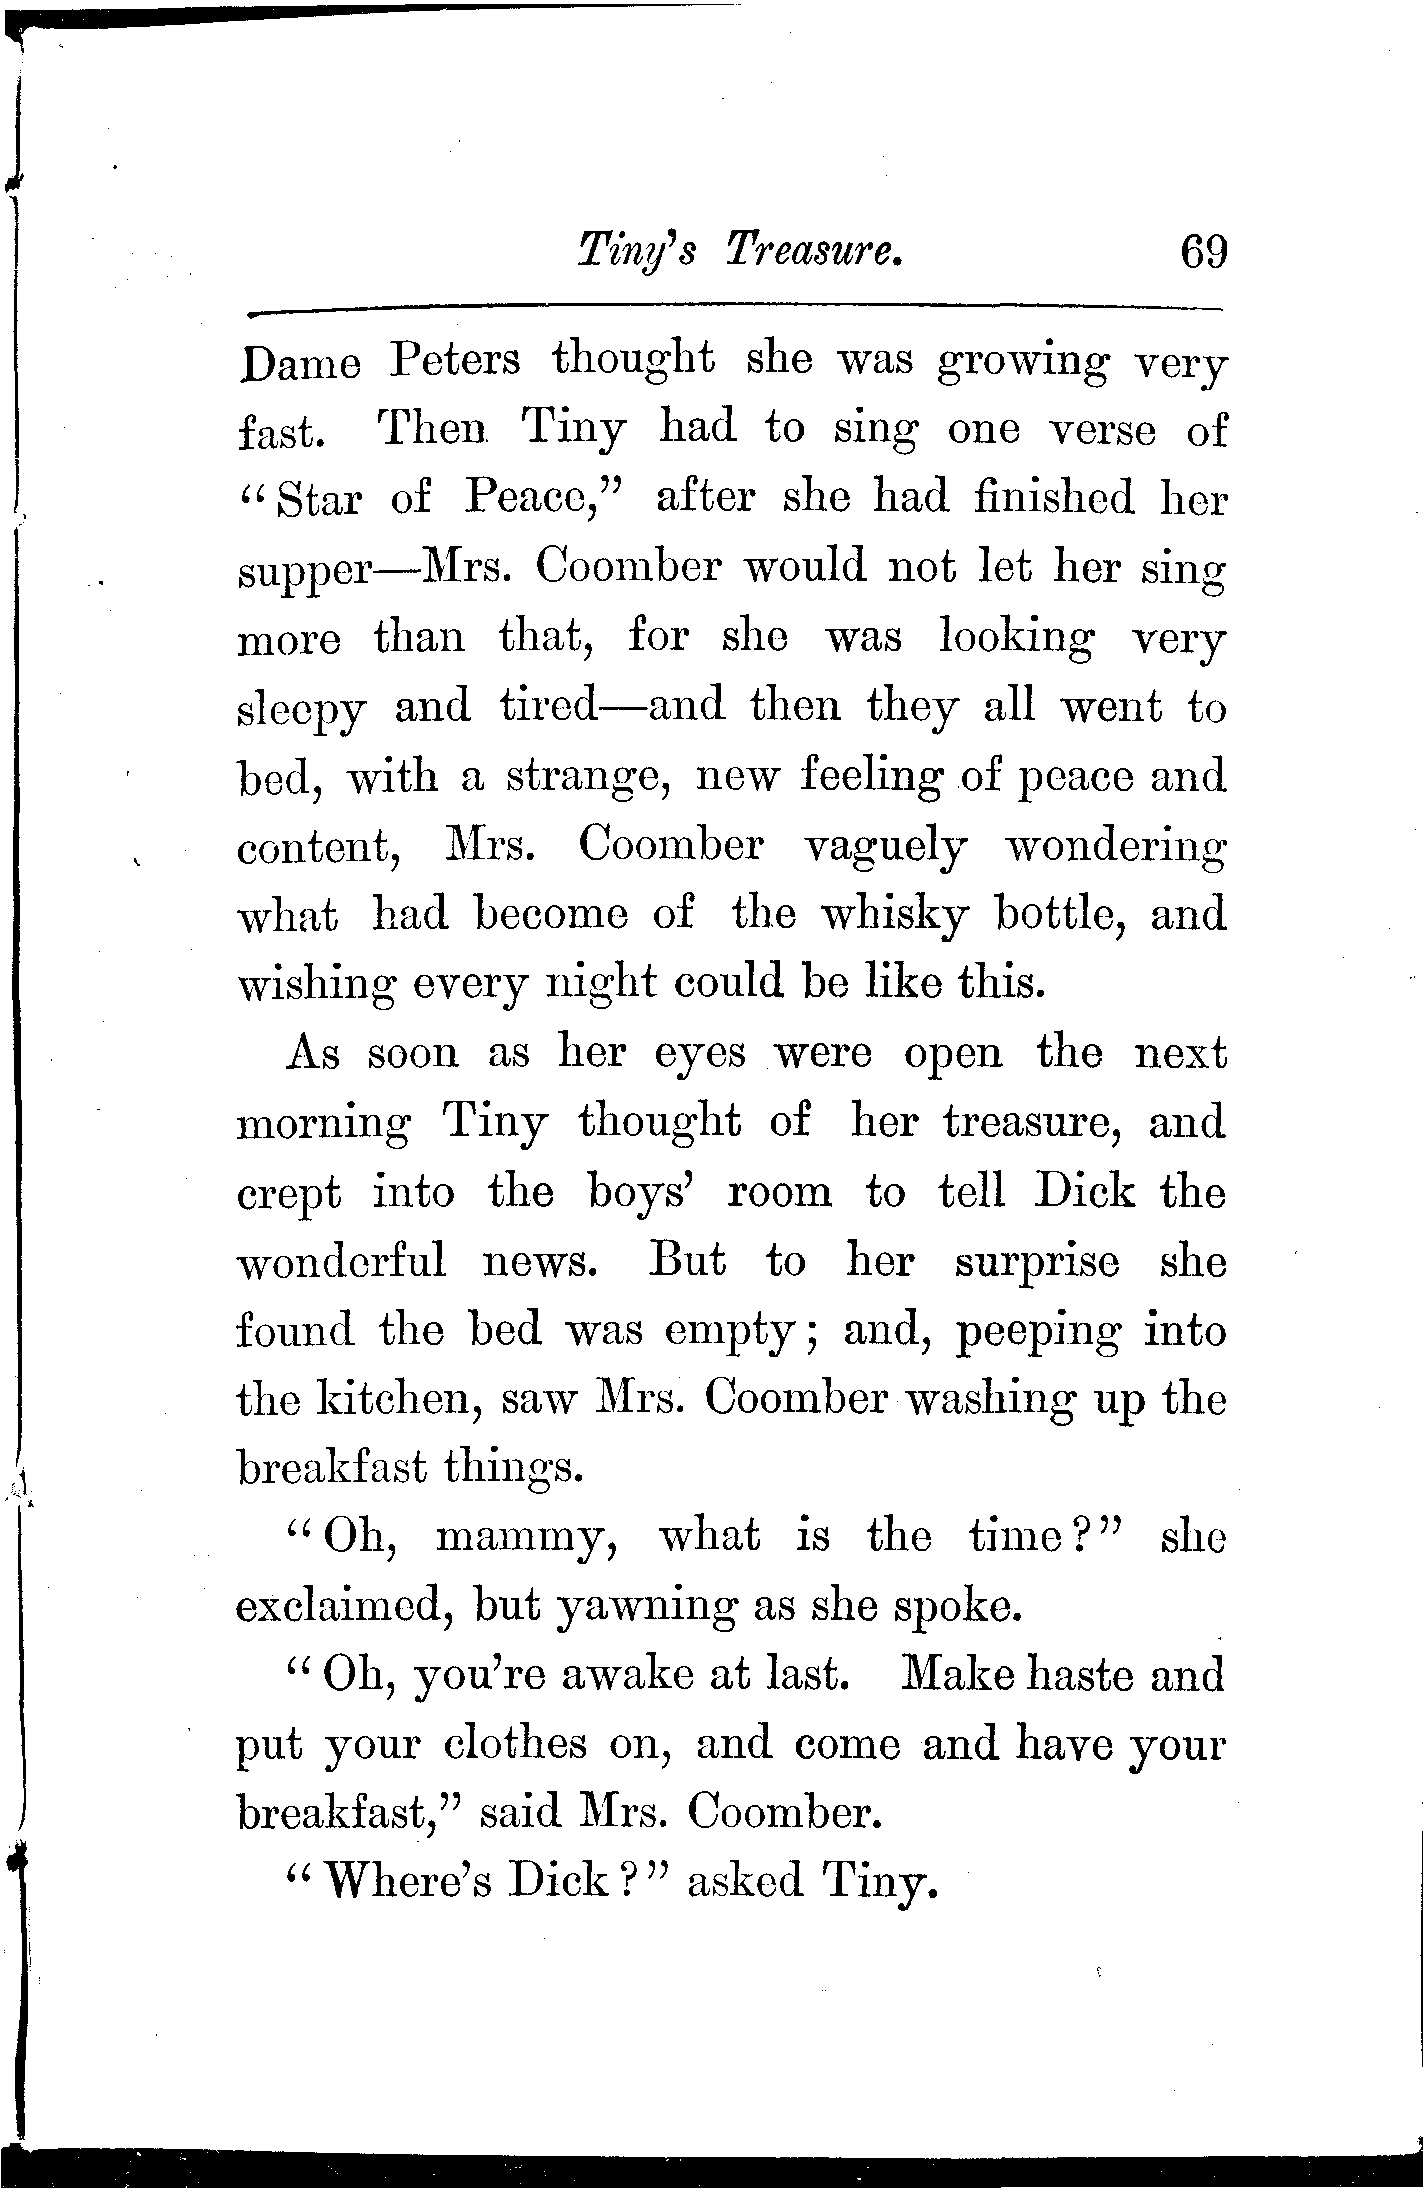 Tiny's Treasure. 69
Dame Peters thought she was growing very
fast. Then Tiny had to sing one verse of
“Star of Peace,” after she had finished her
supper—Mrs. Coomber would not let her sing
more than that, for she was looking very
sleepy and tired—and then they all went to
bed, with a strange, new feeling of peace and
content, Mrs. Coomber vaguely wondering
what had become of the whisky bottle, and
wishing every night could be like this.
As soon as her eyes were open the next
morning Tiny thought of her treasure, and
crept into the boys’ room to tell Dick the
wonderful news. But to her surprise she
found the bed was empty; and, peeping into
the kitchen, saw Mrs. Coomber washing up the
breakfast things.
“Oh, mammy, what is the time?” she
exclaimed, but yawning as she spoke.
“Oh, you’re awake at last. Make haste and
put your clothes on, and come and have your
breakfast,” said Mrs. Coomber.
“Where’s Dick?” asked Tiny.